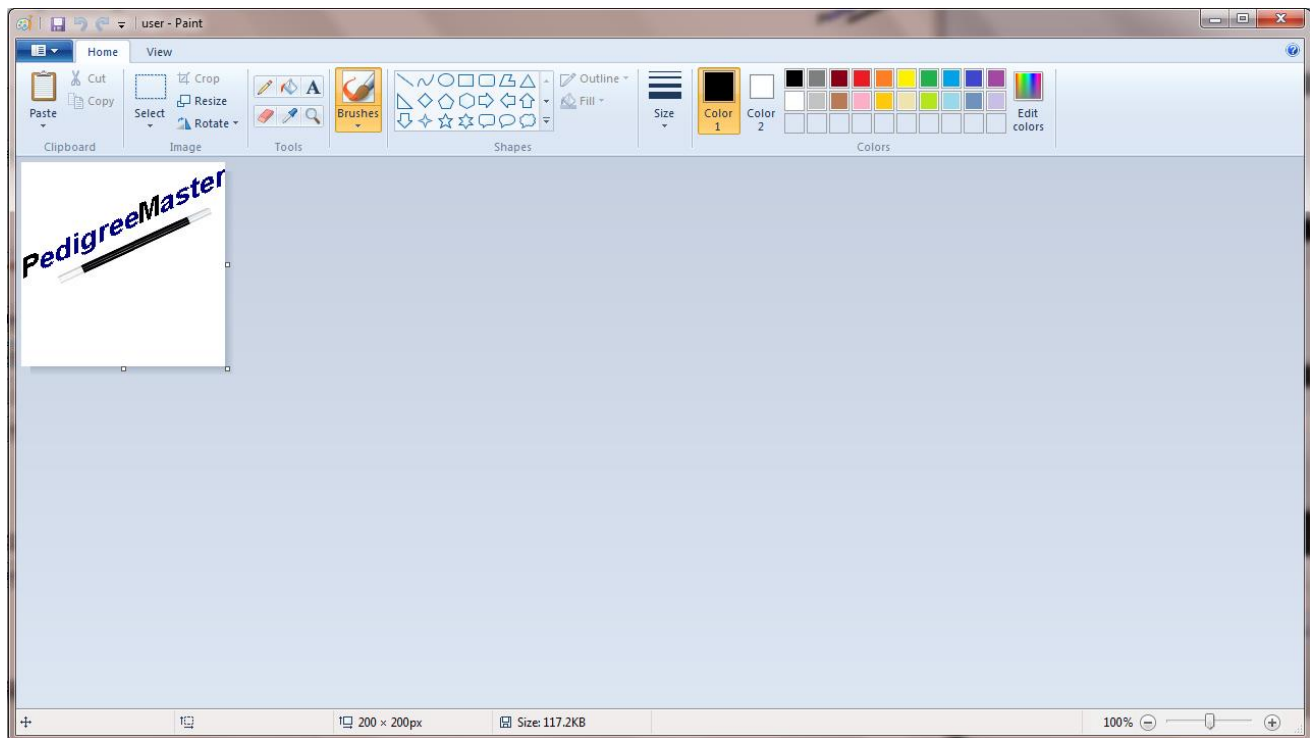 user - Paint
Home View
Paste
Cut
Copy
Clipboard
Select
Crop
Resize
Rotate
Image
A
Tools
Brushes
Outline
Fill
Shapes
Size
Color 1
Color 2
Edit colors
Colors
PedigreeMaster
200 × 200px
Size: 117.2KB
100%